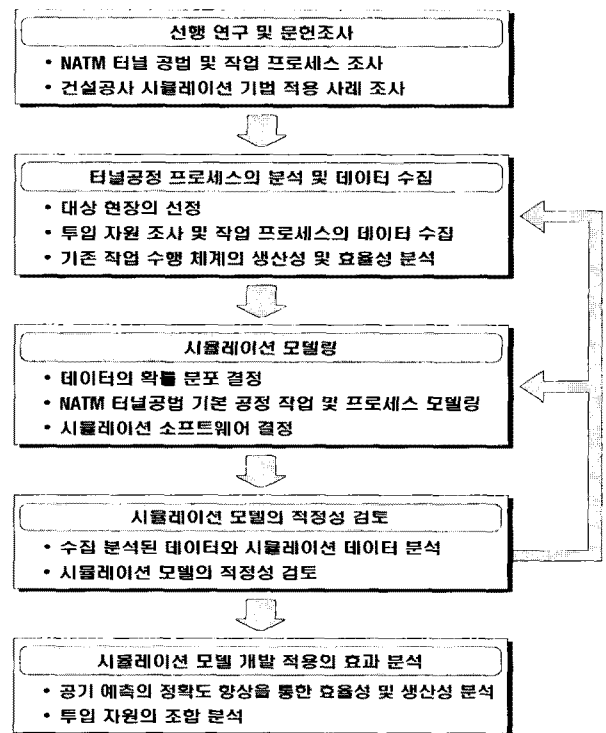 선행 연구 및 문헌조사
• NATM 터널 공법 및 작업 프로세스 조사
• 건설공사 시뮬레이션 기법 적용 사례 조사
터널공정 프로세스의 분석 및 데이터 수집
• 대상 현장의 선정
• 투입 자원 조사 및 작업 프로세스의 데이터 수집
• 기존 작업 수행 체계의 생산성 및 효율성 분석
시뮬레이션 모델링
• 데이터의 확률 분포 결정
• NATM 터널공법 기본 공정 작업 및 프로세스 모델링
• 시뮬레이션 소프트웨어 결정
시뮬레이션 모델의 적정성 검토
• 수집 분석된 데이터와 시뮬레이션 데이터 분석
• 시뮬레이션 모델의 적정성 검토
시뮬레이션 모델 개발 적용의 효과 분석
• 공기 예측의 정확도 향상을 통한 효율성 및 생산성 분석
• 투입 자원의 조합 분석